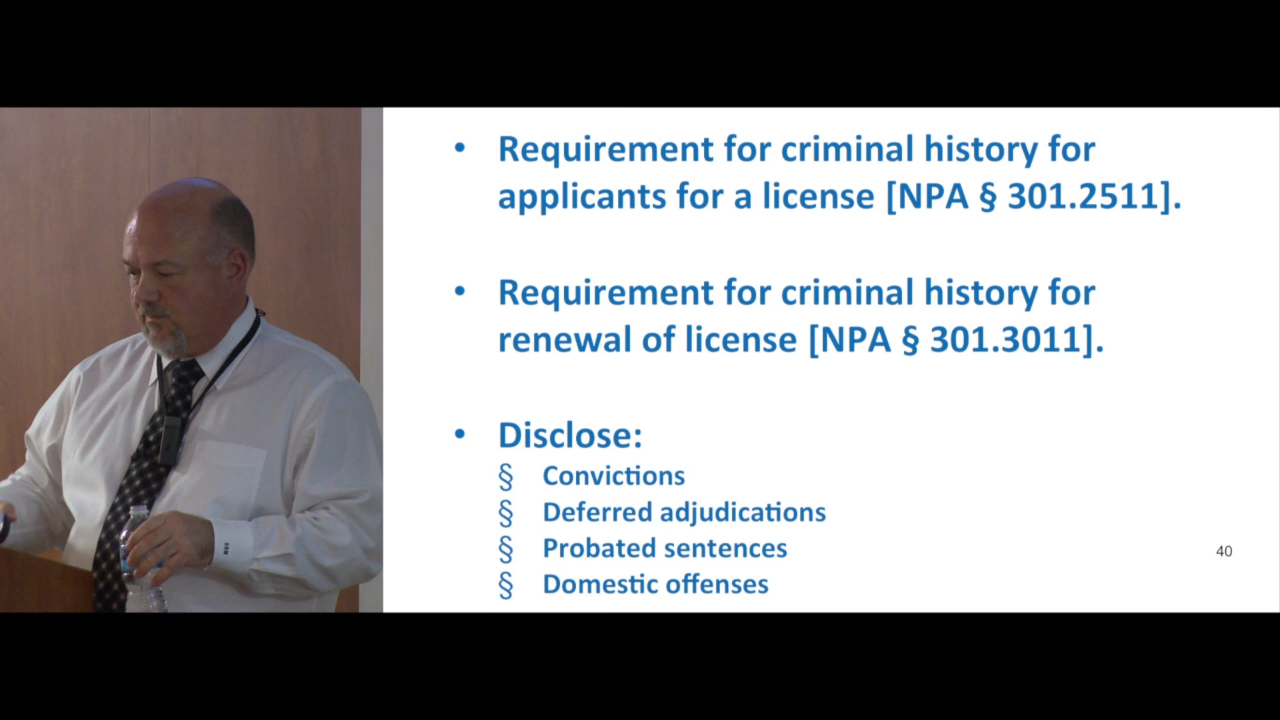 • Requirement for criminal history for
applicants for a license [NPA § 301.2511].
• Requirement for criminal history for
renewal of license [NPA § 301.3011].
• Disclose:
§ Convictions
§ Deferred adjudications
§ Probated sentences
§ Domestic offenses
40